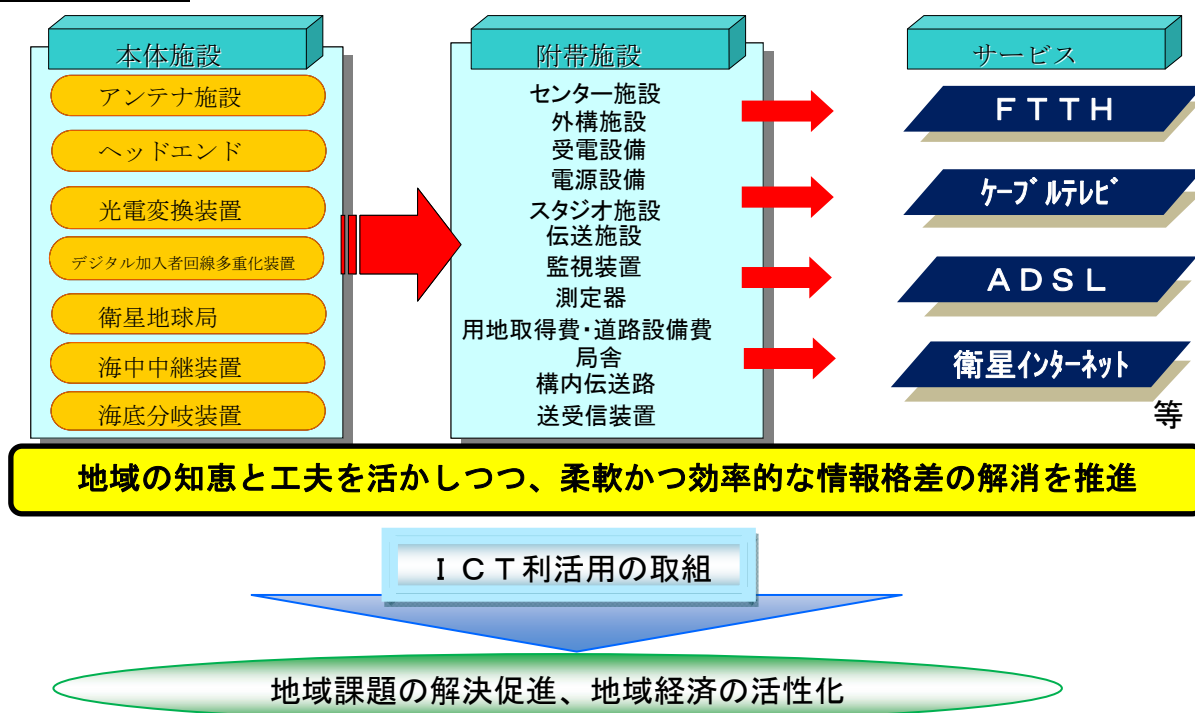 本体施設
アンテナ施設
ヘッドエンド
光電変換装置
デジタル加入者回線多重化装置
衛星地球局
海中中継装置
海底分岐装置
附帯施設
センター施設
外構施設
受電設備
電源設備
スタジオ施設
伝送施設
監視装置
測定器
用地取得費・道路設備費
局舎
構内伝送路
送受信装置
サービス
ＦＴＴＨ
ｹｰﾌﾞﾙﾃﾚﾋﾞ
ＡＤＳＬ
衛星ｲﾝﾀｰﾈｯﾄ
等
地域の知恵と工夫を活かしつつ、柔軟かつ効率的な情報格差の解消を推進
ＩＣＴ利活用の取組
地域課題の解決促進、地域経済の活性化